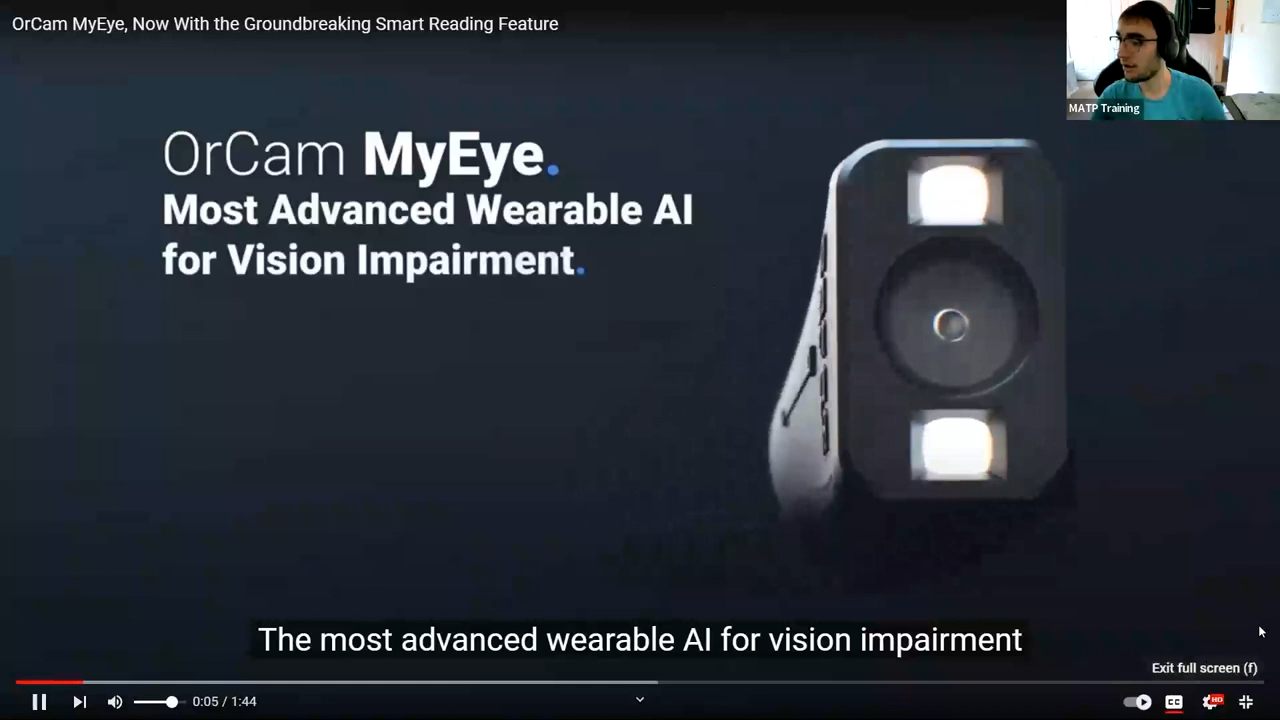 OrCam MyEye, Now With the Groundbreaking Smart Reading Feature
MATP Training
OrCam MyEye.
Most Advanced Wearable AI
for Vision Impairment.
The most advanced wearable AI for vision impairment
Exit full screen (f)
0:05 / 1:44
CC
HD